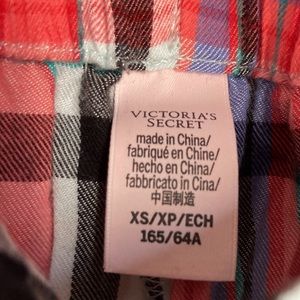 VICTORIA'S
SECRET
made in China/
fabriqué en Chine/
hecho en China/
fabbricato in Cina/
中国制造
XS/XP/ECH
165/64A